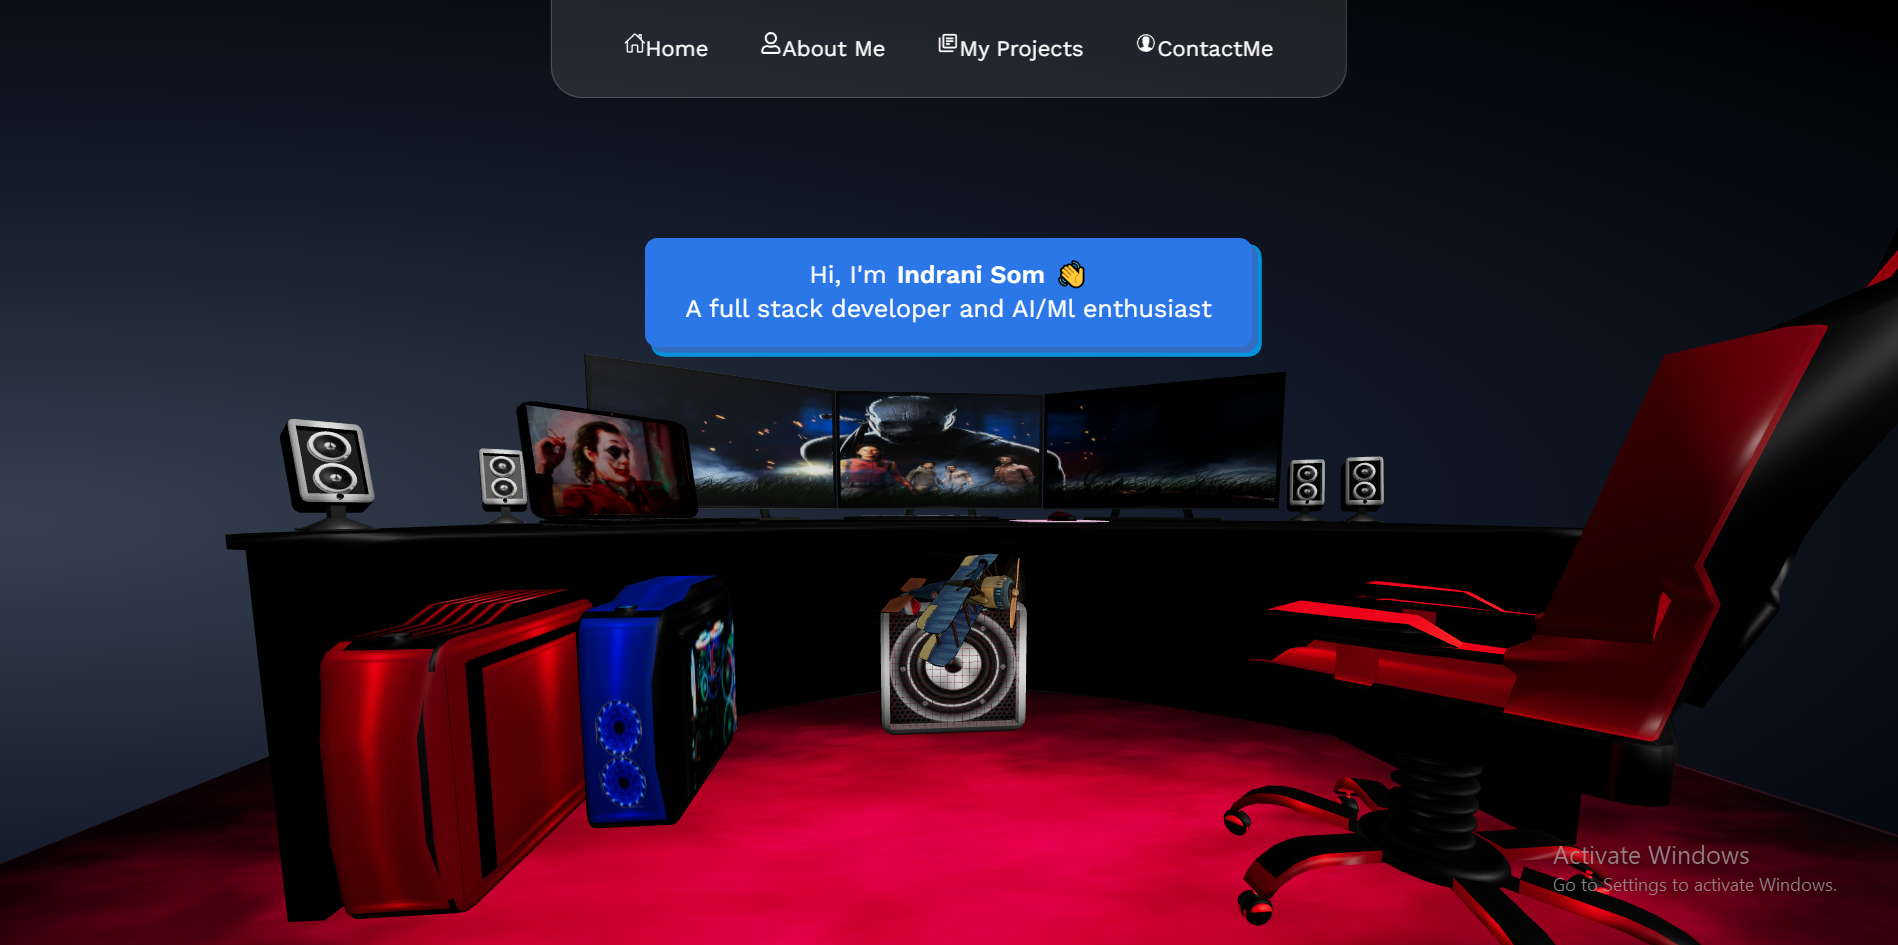 Home About Me My Projects ContactMe
Hi, I'm Indrani Som 👋
A full stack developer and AI/Ml enthusiast
Activate Windows
Go to Settings to activate Windows.